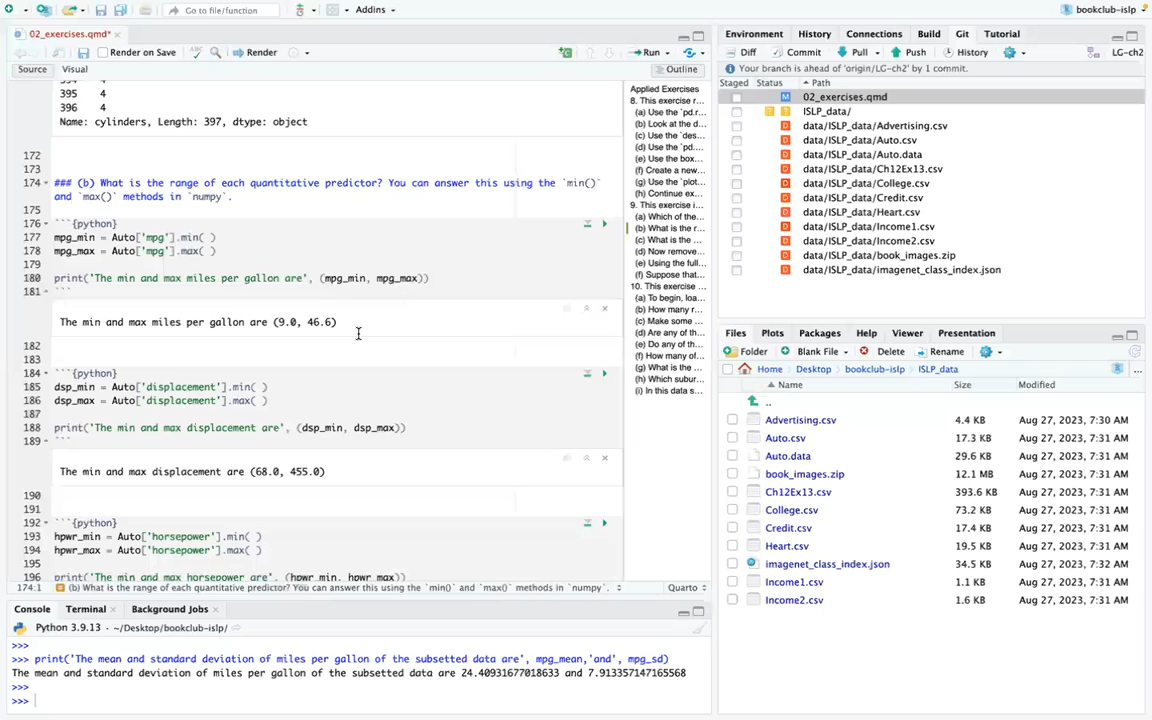 Go to file/function
Addins
bookclub-islp
02_exercises.qmd*
Render on Save
Render
Run
Source
Visual
Outline
395    4
396    4
Name: cylinders, Length: 397, dtype: object
172
173
174 ### (b) What is the range of each quantitative predictor? You can answer this using the `min()`
and `max()` methods in `numpy`.
175
176 ```{python}
177 mpg_min = Auto['mpg'].min( )
178 mpg_max = Auto['mpg'].max( )
179
180 print('The min and max miles per gallon are', (mpg_min, mpg_max))
181 ```
The min and max miles per gallon are (9.0, 46.6)
182
183
184 ```{python}
185 dsp_min = Auto['displacement'].min( )
186 dsp_max = Auto['displacement'].max( )
187
188 print('The min and max displacement are', (dsp_min, dsp_max))
189 ```
The min and max displacement are (68.0, 455.0)
190
191
192 ```{python}
193 hpwr_min = Auto['horsepower'].min( )
194 hpwr_max = Auto['horsepower'].max( )
195
196 print('The min and max horsepower are', (hpwr_min, hpwr_max))
174:1 (b) What is the range of each quantitative predictor? You can answer this using the `min()` and `max()` methods in `numpy`.
Quarto
Applied Exercises
8. This exercise r...
(a) Use the `pd.r...
(b) Look at the d...
(c) Use the `des...
(d) Use the `pd....
(e) Use the box...
(f) Create a new...
(g) Use the `plot...
(h) Continue ex...
9. This exercise i...
(a) Which of the...
(b) What is the r...
(c) What is the ...
(d) Now remove...
(e) Using the full...
(f) Suppose that...
10. This exercise ...
(a) To begin, loa...
(b) How many r...
(c) Make some ...
(d) Are any of th...
(e) Do any of th...
(f) How many of...
(g) What is the ...
(h) Which subur...
(i) In this data s...
Console
Terminal
Background Jobs
Python 3.9.13 · ~/Desktop/bookclub-islp/
>>>
>>> print('The mean and standard deviation of miles per gallon of the subsetted data are', mpg_mean,'and', mpg_sd)
The mean and standard deviation of miles per gallon of the subsetted data are 24.40931677018633 and 7.913357147165568
>>>
>>>
Environment
History
Connections
Build
Git
Tutorial
Diff
Commit
Pull
Push
History
LG-ch2
Your branch is ahead of 'origin/LG-ch2' by 1 commit.
Staged Status Path
M 02_exercises.qmd
? ? ISLP_data/
D data/ISLP_data/Advertising.csv
D data/ISLP_data/Auto.csv
D data/ISLP_data/Auto.data
D data/ISLP_data/Ch12Ex13.csv
D data/ISLP_data/College.csv
D data/ISLP_data/Credit.csv
D data/ISLP_data/Heart.csv
D data/ISLP_data/Income1.csv
D data/ISLP_data/Income2.csv
D data/ISLP_data/book_images.zip
D data/ISLP_data/imagenet_class_index.json
Files
Plots
Packages
Help
Viewer
Presentation
Folder
Blank File
Delete
Rename
Home
Desktop
bookclub-islp
ISLP_data
...
Name Size Modified
..
Advertising.csv 4.4 KB Aug 27, 2023, 7:30 AM
Auto.csv 17.3 KB Aug 27, 2023, 7:31 AM
Auto.data 29.6 KB Aug 27, 2023, 7:31 AM
book_images.zip 12.1 MB Aug 27, 2023, 7:31 AM
Ch12Ex13.csv 393.6 KB Aug 27, 2023, 7:31 AM
College.csv 73.2 KB Aug 27, 2023, 7:31 AM
Credit.csv 17.4 KB Aug 27, 2023, 7:31 AM
Heart.csv 19.5 KB Aug 27, 2023, 7:31 AM
imagenet_class_index.json 34.5 KB Aug 27, 2023, 7:32 AM
Income1.csv 1.1 KB Aug 27, 2023, 7:31 AM
Income2.csv 1.6 KB Aug 27, 2023, 7:31 AM